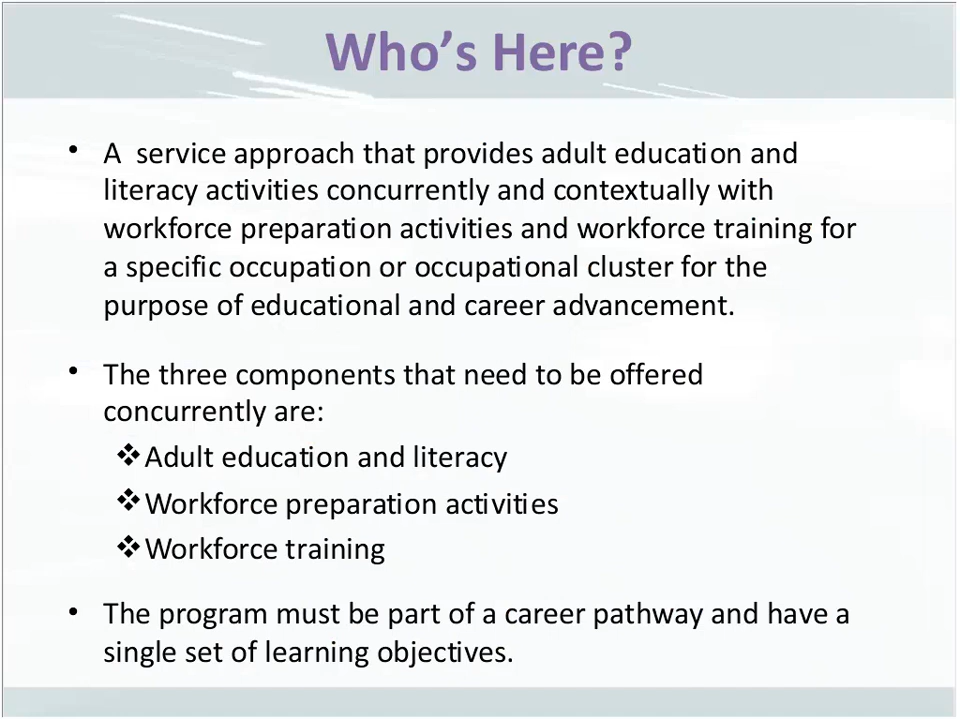 Who’s Here?
• A  service approach that provides adult education and
literacy activities concurrently and contextually with
workforce preparation activities and workforce training for
a specific occupation or occupational cluster for the
purpose of educational and career advancement.
• The three components that need to be offered
concurrently are:
❖Adult education and literacy
❖Workforce preparation activities
❖Workforce training
• The program must be part of a career pathway and have a
single set of learning objectives.